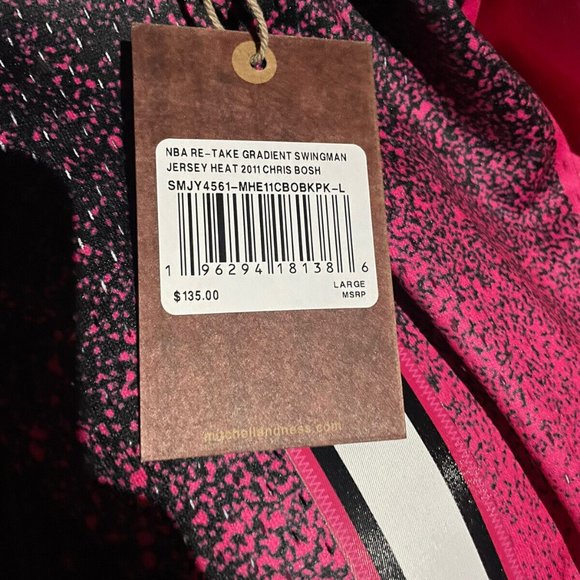 NBA RE-TAKE GRADIENT SWINGMAN
JERSEY HEAT 2011 CHRIS BOSH
SMJY4561-MHE11CBOBKPK-L
1 96294 18138 6
$135.00
LARGE
MSRP
mitchellandness.com